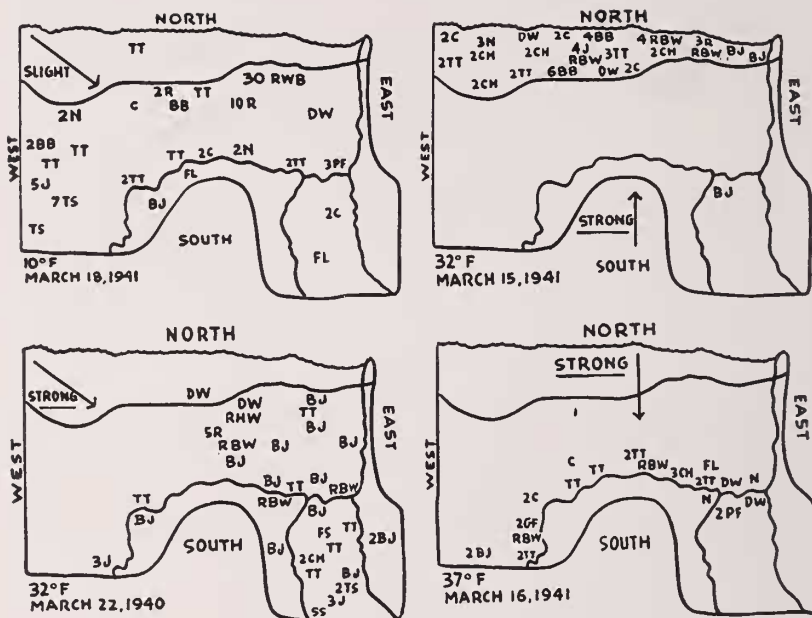 NORTH
TT
SLIGHT
2R TT 30 RWB
C BB 10R
2N
DW
EAST
WEST
2BB TT
TT
5J
7TS
TS
TT 2C 2N
2TT FL 2TT 3PF
BJ
2C
SOUTH
FL
10°F
MARCH 18, 1941
NORTH
2C 3N DW 2C 4BB 4 RBW 3R
2TT 2CH 2CH 4J 3TT 2CH RBW BJ
RBW BJ
2CH 2TT 6BB DW 2C
EAST
WEST
BJ
STRONG
SOUTH
32°F
MARCH 15, 1941
NORTH
STRONG
DW BJ
DW TT
RHW BJ
5R
RBW BJ BJ
BJ
EAST
WEST
BJ TT BJ
TT RBW RBW
BJ BJ
FS TT
SOUTH BJ TT 2BJ
2CH
TT BJ
3J 2TS
3J
SS
32°F
MARCH 22, 1940
NORTH
STRONG
EAST
WEST
2TT
C RBW FL
TT TT 3CH 2TT DW N
2C N DW
2GF 2PF
RBW
2BJ 2TT
SOUTH
37°F
MARCH 16, 1941